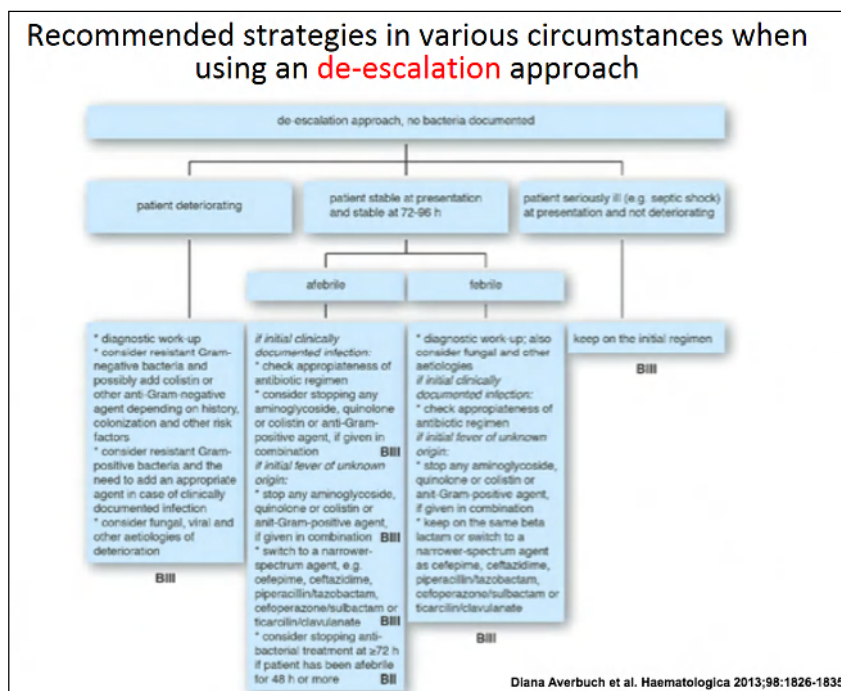 Recommended strategies in various circumstances when
using an de-escalation approach
de-escalation approach, no bacteria documented
patient deteriorating
patient stable at presentation
and stable at 72-96 h
patient seriously ill (e.g. septic shock)
at presentation and not deteriorating
afebrile
febrile
* diagnostic work-up
* consider resistant Gram-
negative bacteria and
possibly add colistin or
other anti-Gram-negative
agent depending on history,
colonization and other risk
factors
* consider resistant Gram-
positive bacteria and the
need to add an appropriate
agent in case of clinically
documented infection
* consider fungal, viral and
other aetiologies of
deterioration
BIII
if initial clinically
documented infection:
* check appropiateness of
antibiotic regimen
* consider stopping any
aminoglycoside, quinolone
or colistin or anti-Gram-
positive agent, if given in
combination BIII
if initial fever of unknown
origin:
* stop any aminoglycoside,
quinolone or colistin or
anit-Gram-positive agent,
if given in combination BIII
* switch to a narrower-
spectrum agent, e.g.
cefepime, ceftazidime,
piperacillin/tazobactam,
cefoperazone/sulbactam or
ticarcilin/clavulanate BIII
* consider stopping anti-
bacterial treatment at ≥72 h
if patient has been afebrile
for 48 h or more BII
* diagnostic work-up; also
consider fungal and other
aetiologies
if initial clinically
documented infection:
* check appropiateness of
antibiotic regimen
if initial fever of unknown
origin:
* stop any aminoglycoside,
quinolone or colistin or
anit-Gram-positive agent,
if given in combination
* keep on the same beta
lactam or switch to a
narrower-spectrum agent
as cefepime, ceftazidime,
piperacillin/tazobactam,
cefoperazone/sulbactam or
ticarcilin/clavulanate
BIII
keep on the initial regimen
BIII
Diana Averbuch et al. Haematologica 2013;98:1826-1835